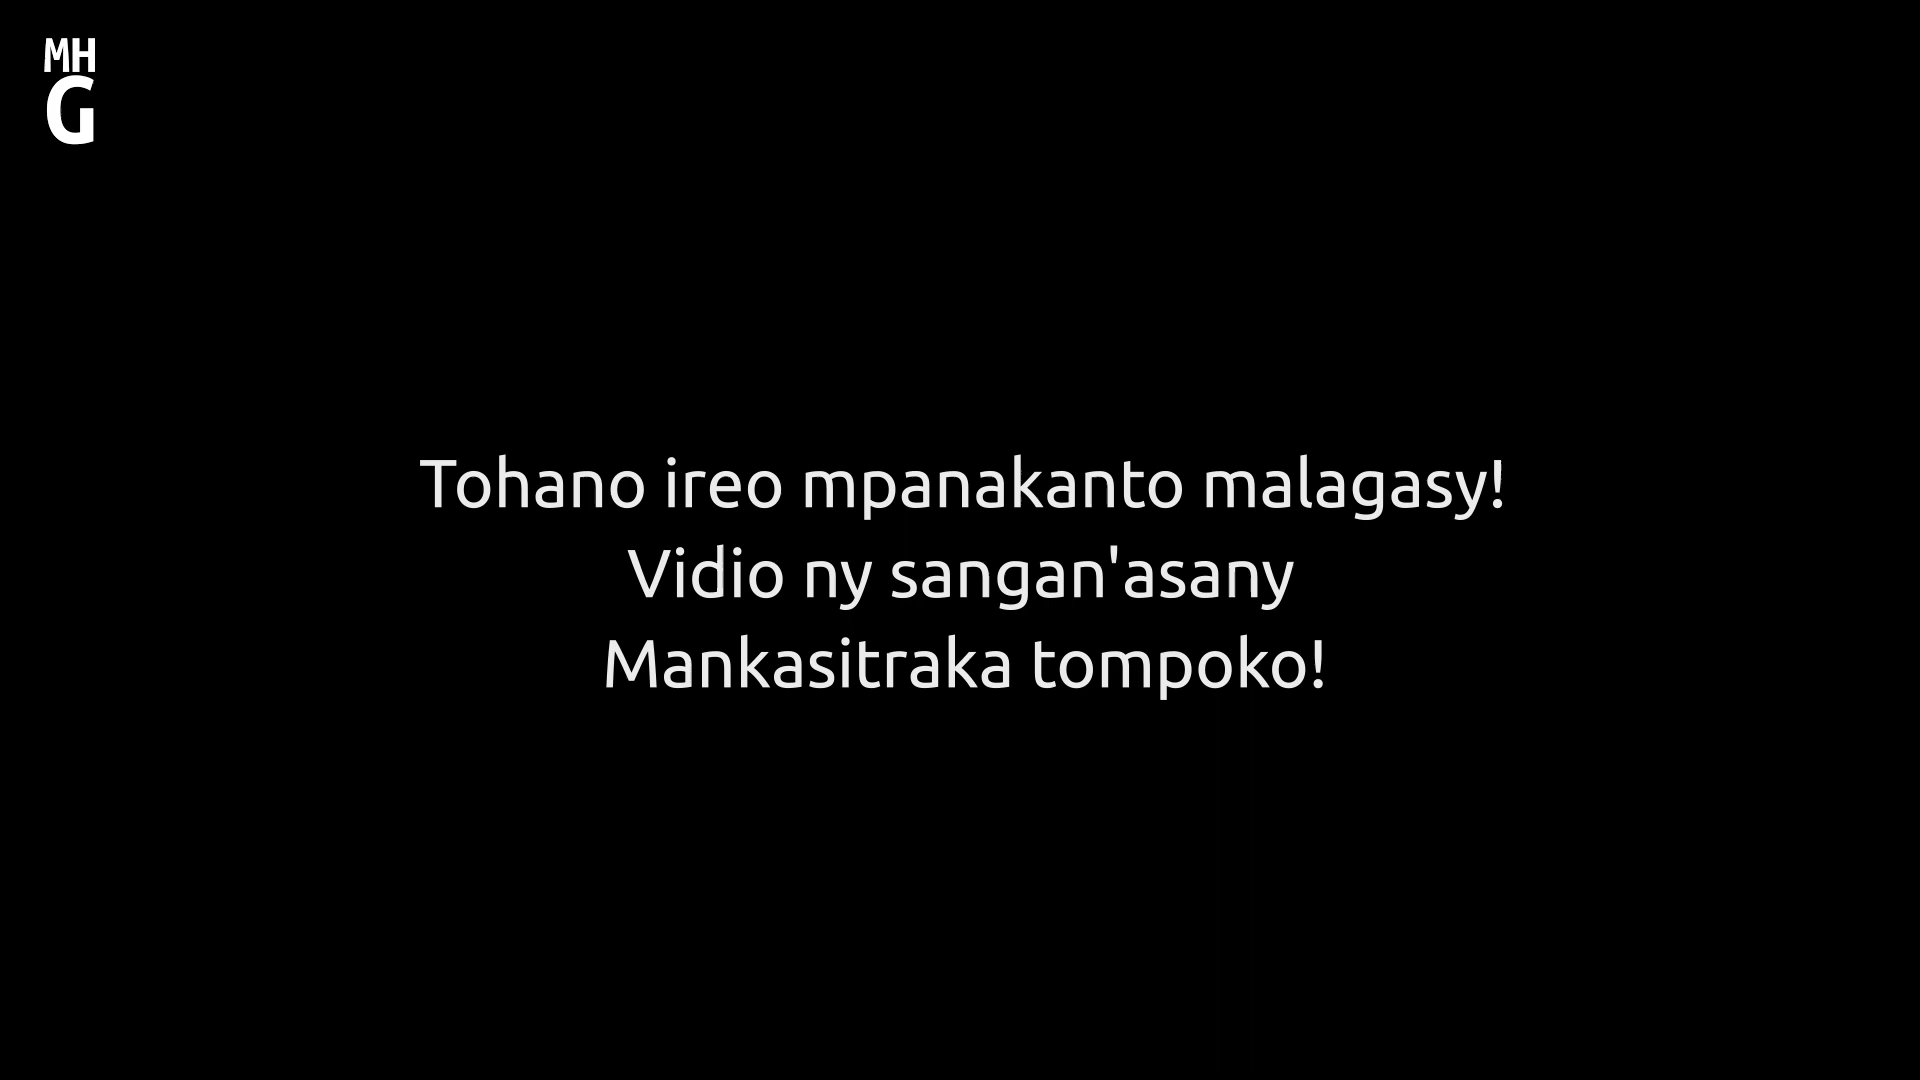 MH
G
Tohano ireo mpanakanto malagasy!
Vidio ny sangan'asany
Mankasitraka tompoko!